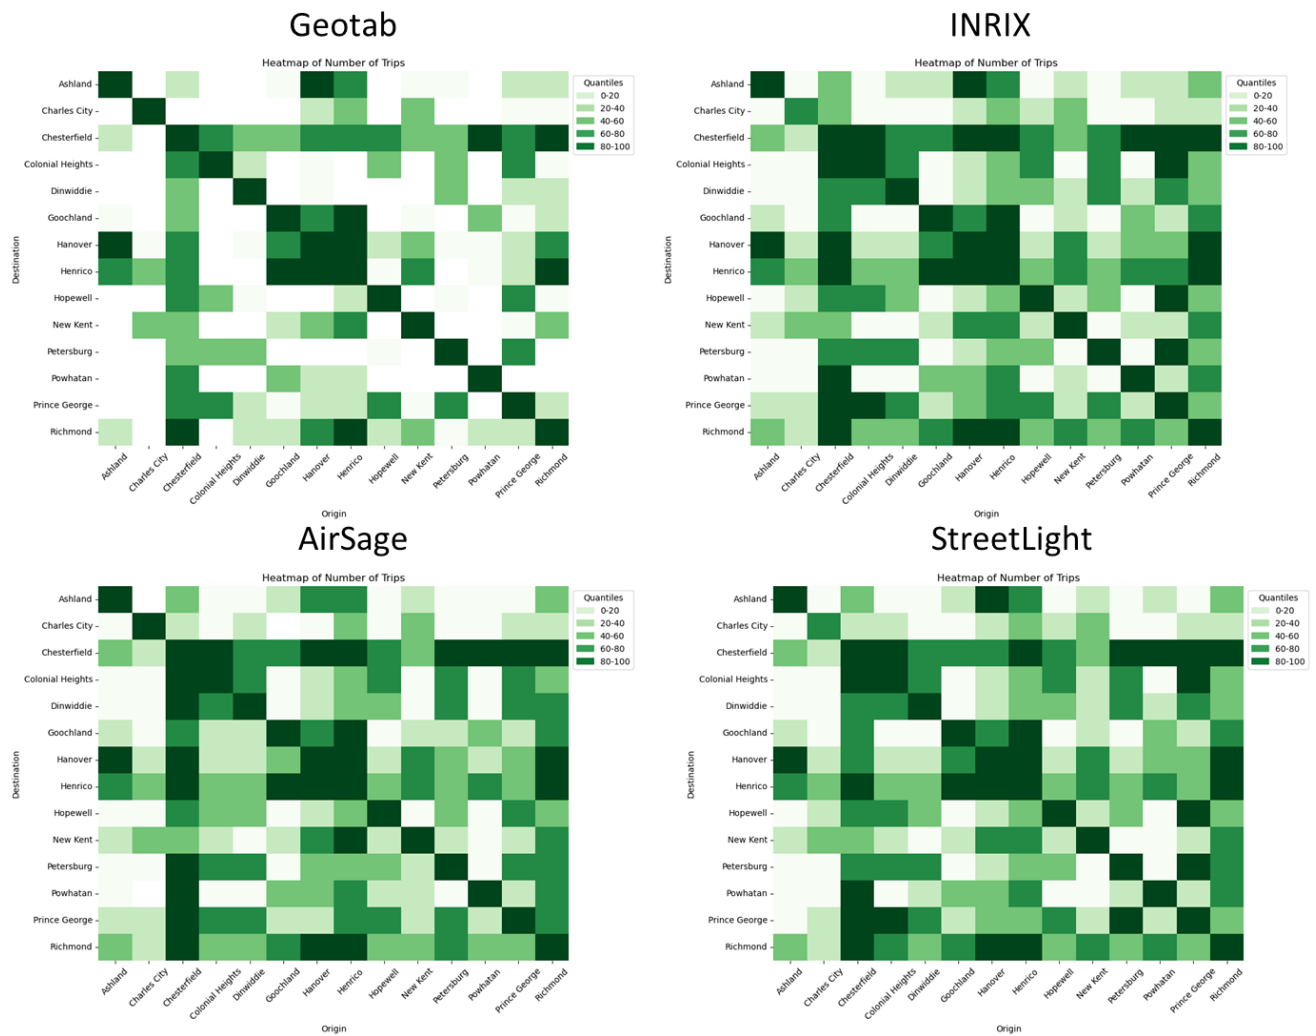 Geotab
Heatmap of Number of Trips
Destination
Ashland
Charles City
Chesterfield
Colonial Heights
Dinwiddie
Goochland
Hanover
Henrico
Hopewell
New Kent
Petersburg
Powhatan
Prince George
Richmond
Quantiles
0-20
20-40
40-60
60-80
80-100
Ashland
Charles City
Chesterfield
Colonial Heights
Dinwiddie
Goochland
Hanover
Henrico
Hopewell
New Kent
Petersburg
Powhatan
Prince George
Richmond
Origin
INRIX
Heatmap of Number of Trips
Destination
Ashland
Charles City
Chesterfield
Colonial Heights
Dinwiddie
Goochland
Hanover
Henrico
Hopewell
New Kent
Petersburg
Powhatan
Prince George
Richmond
Quantiles
0-20
20-40
40-60
60-80
80-100
Ashland
Charles City
Chesterfield
Colonial Heights
Dinwiddie
Goochland
Hanover
Henrico
Hopewell
New Kent
Petersburg
Powhatan
Prince George
Richmond
Origin
AirSage
Heatmap of Number of Trips
Destination
Ashland
Charles City
Chesterfield
Colonial Heights
Dinwiddie
Goochland
Hanover
Henrico
Hopewell
New Kent
Petersburg
Powhatan
Prince George
Richmond
Quantiles
0-20
20-40
40-60
60-80
80-100
Ashland
Charles City
Chesterfield
Colonial Heights
Dinwiddie
Goochland
Hanover
Henrico
Hopewell
New Kent
Petersburg
Powhatan
Prince George
Richmond
Origin
StreetLight
Heatmap of Number of Trips
Destination
Ashland
Charles City
Chesterfield
Colonial Heights
Dinwiddie
Goochland
Hanover
Henrico
Hopewell
New Kent
Petersburg
Powhatan
Prince George
Richmond
Quantiles
0-20
20-40
40-60
60-80
80-100
Ashland
Charles City
Chesterfield
Colonial Heights
Dinwiddie
Goochland
Hanover
Henrico
Hopewell
New Kent
Petersburg
Powhatan
Prince George
Richmond
Origin